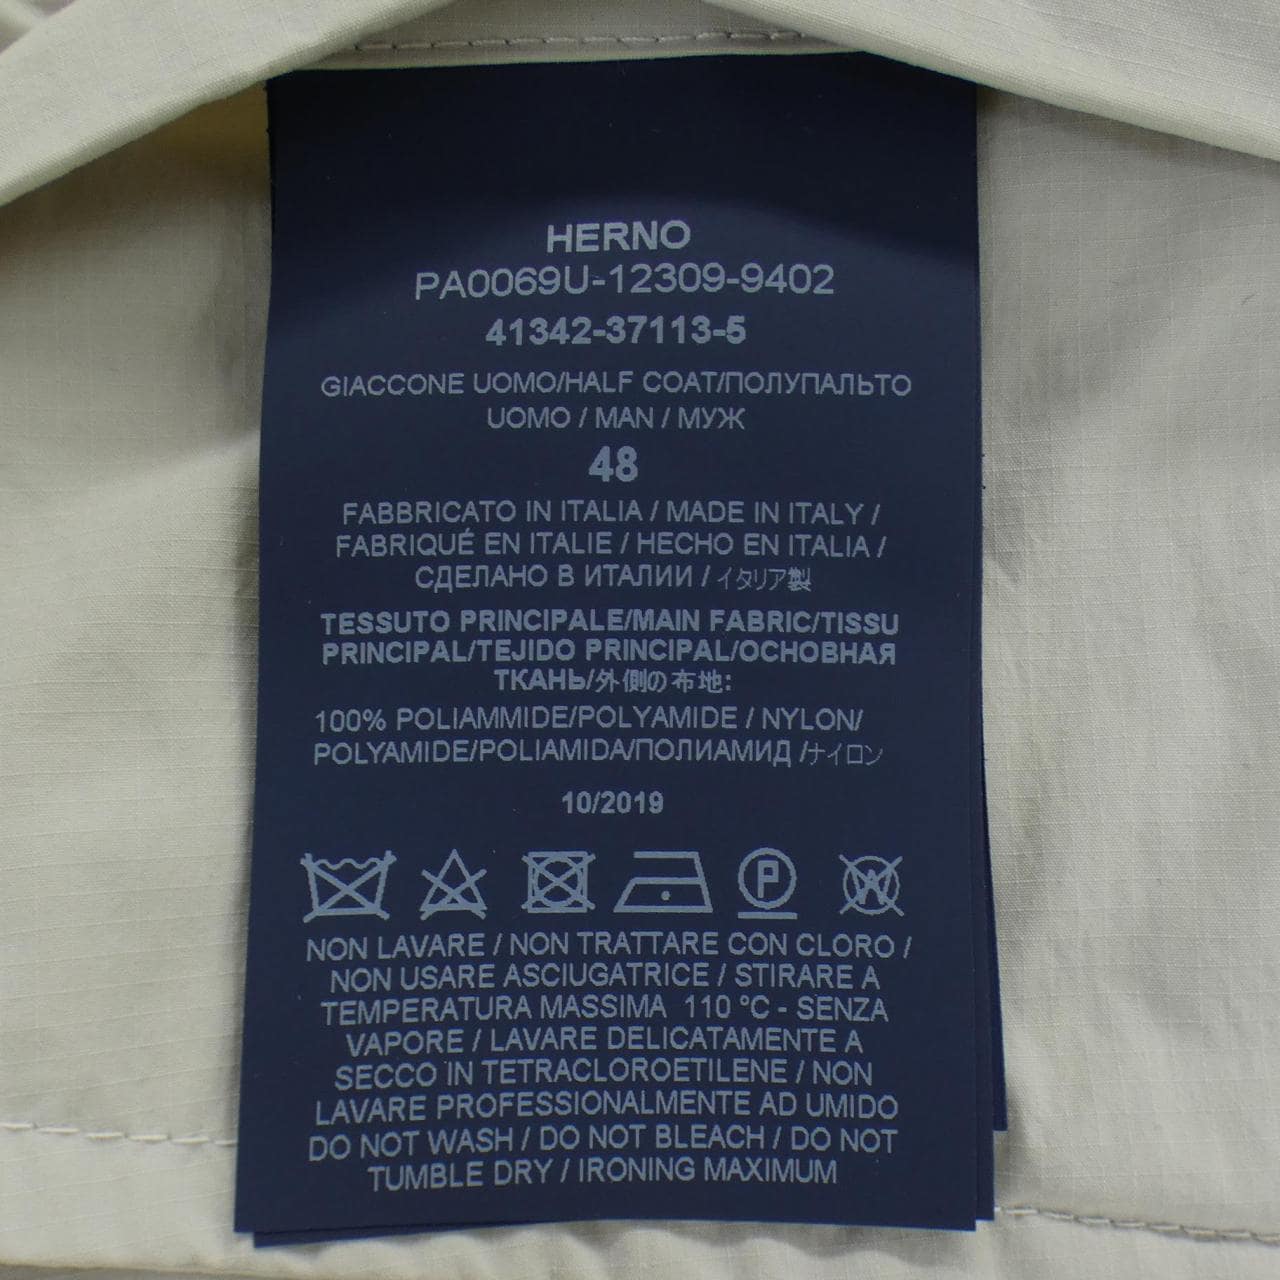 HERNO
PA0069U-12309-9402
41342-37113-5
GIACCONE UOMO/HALF COAT/ПОЛУПАЛЬТО
UOMO / MAN / МУЖ
48
FABBRICATO IN ITALIA / MADE IN ITALY /
FABRIQUÉ EN ITALIE / HECHO EN ITALIA /
СДЕЛАНО В ИТАЛИИ / イタリア製
TESSUTO PRINCIPALE/MAIN FABRIC/TISSU
PRINCIPAL/TEJIDO PRINCIPAL/ОСНОВНАЯ
ТКАНЬ/外側の布地:
100% POLIAMMIDE/POLYAMIDE / NYLON/
POLYAMIDE/POLIAMIDA/ПОЛИАМИД /ナイロン
10/2019
P W
NON LAVARE / NON TRATTARE CON CLORO /
NON USARE ASCIUGATRICE / STIRARE A
TEMPERATURA MASSIMA 110 °C - SENZA
VAPORE / LAVARE DELICATAMENTE A
SECCO IN TETRACLOROETILENE / NON
LAVARE PROFESSIONALMENTE AD UMIDO
DO NOT WASH / DO NOT BLEACH / DO NOT
TUMBLE DRY / IRONING MAXIMUM